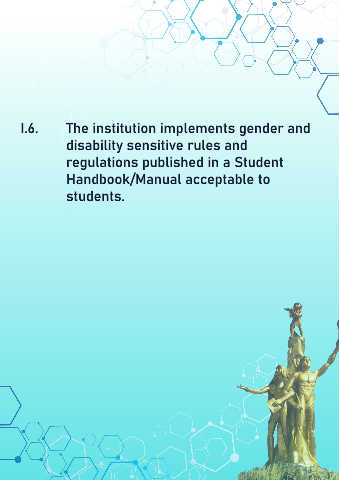 I.6. The institution implements gender and
disability sensitive rules and
regulations published in a Student
Handbook/Manual acceptable to
students.